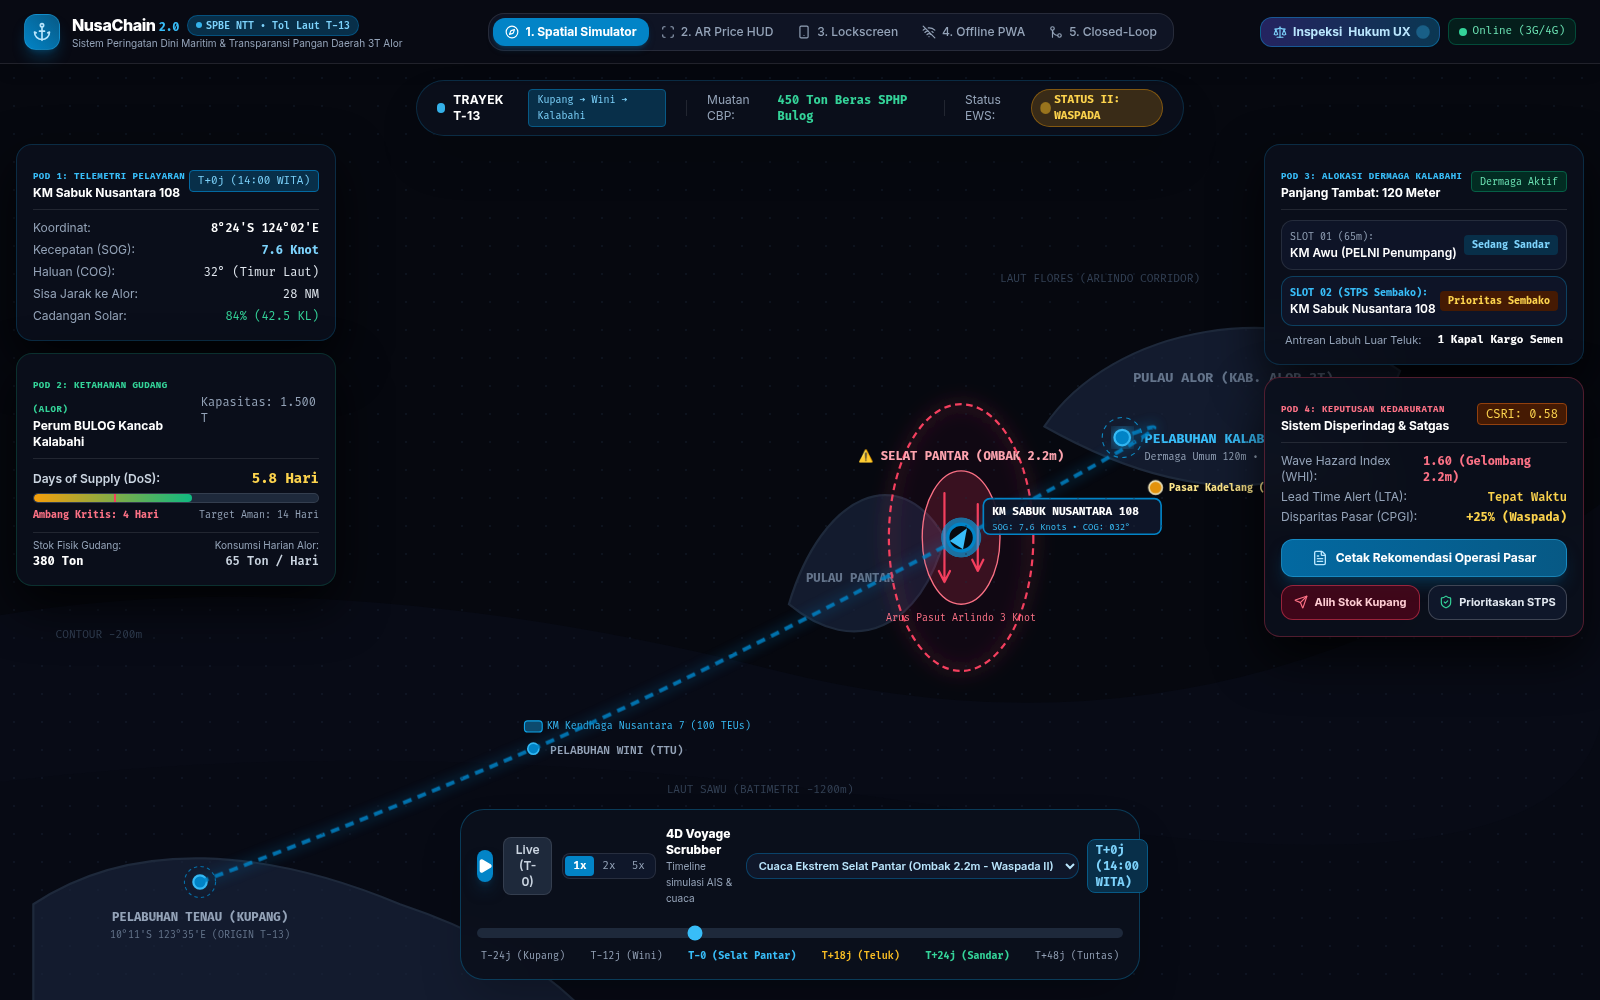 NusaChain 2.0
SPBE NTT • Tol Laut T-13
Sistem Peringatan Dini Maritim & Transparansi Pangan Daerah 3T Alor
1. Spatial Simulator
2. AR Price HUD
3. Lockscreen
4. Offline PWA
5. Closed-Loop
Inspeksi Hukum UX
Online (3G/4G)
TRAYEK
T-13
Kupang → Wini →
Kalabahi
Muatan
CBP:
450 Ton Beras SPHP
Bulog
Status
EWS:
STATUS II:
WASPADA
POD 1: TELEMETRI PELAYARAN
KM Sabuk Nusantara 108
T+0j (14:00 WITA)
Koordinat: 8°24'S 124°02'E
Kecepatan (SOG): 7.6 Knot
Haluan (COG): 32° (Timur Laut)
Sisa Jarak ke Alor: 28 NM
Cadangan Solar: 84% (42.5 KL)
POD 2: KETAHANAN GUDANG
(ALOR)
Perum BULOG Kancab
Kalabahi
Kapasitas: 1.500
T
Days of Supply (DoS): 5.8 Hari
Ambang Kritis: 4 Hari
Target Aman: 14 Hari
Stok Fisik Gudang:
380 Ton
Konsumsi Harian Alor:
65 Ton / Hari
POD 3: ALOKASI DERMAGA KALABAHI
Panjang Tambat: 120 Meter
Dermaga Aktif
SLOT 01 (65m):
KM Awu (PELNI Penumpang)
Sedang Sandar
SLOT 02 (STPS Sembako):
KM Sabuk Nusantara 108
Prioritas Sembako
Antrean Labuh Luar Teluk: 1 Kapal Kargo Semen
POD 4: KEPUTUSAN KEDARURATAN
Sistem Disperindag & Satgas
CSRI: 0.58
Wave Hazard Index
(WHI):
1.60 (Gelombang
2.2m)
Lead Time Alert (LTA): Tepat Waktu
Disparitas Pasar (CPGI): +25% (Waspada)
Cetak Rekomendasi Operasi Pasar
Alih Stok Kupang
Prioritaskan STPS
LAUT FLORES (ARLINDO CORRIDOR)
PULAU ALOR (KAB. ALOR 3T)
PELABUHAN KALAB
Dermaga Umum 120m •
Pasar Kadelang (
⚠️ SELAT PANTAR (OMBAK 2.2m)
KM SABUK NUSANTARA 108
SOG: 7.6 Knots • COG: 032°
PULAU PANTAR
Arus Pasut Arlindo 3 Knot
CONTOUR -200m
KM Kendhaga Nusantara 7 (100 TEUs)
PELABUHAN WINI (TTU)
LAUT SAWU (BATIMETRI -1200m)
PELABUHAN TENAU (KUPANG)
10°11'S 123°35'E (ORIGIN T-13)
Live
(T-
0)
1x
2x
5x
4D Voyage
Scrubber
Timeline
simulasi AIS &
cuaca
Cuaca Ekstrem Selat Pantar (Ombak 2.2m - Waspada II)
T+0j
(14:00
WITA)
T-24j (Kupang)
T-12j (Wini)
T-0 (Selat Pantar)
T+18j (Teluk)
T+24j (Sandar)
T+48j (Tuntas)